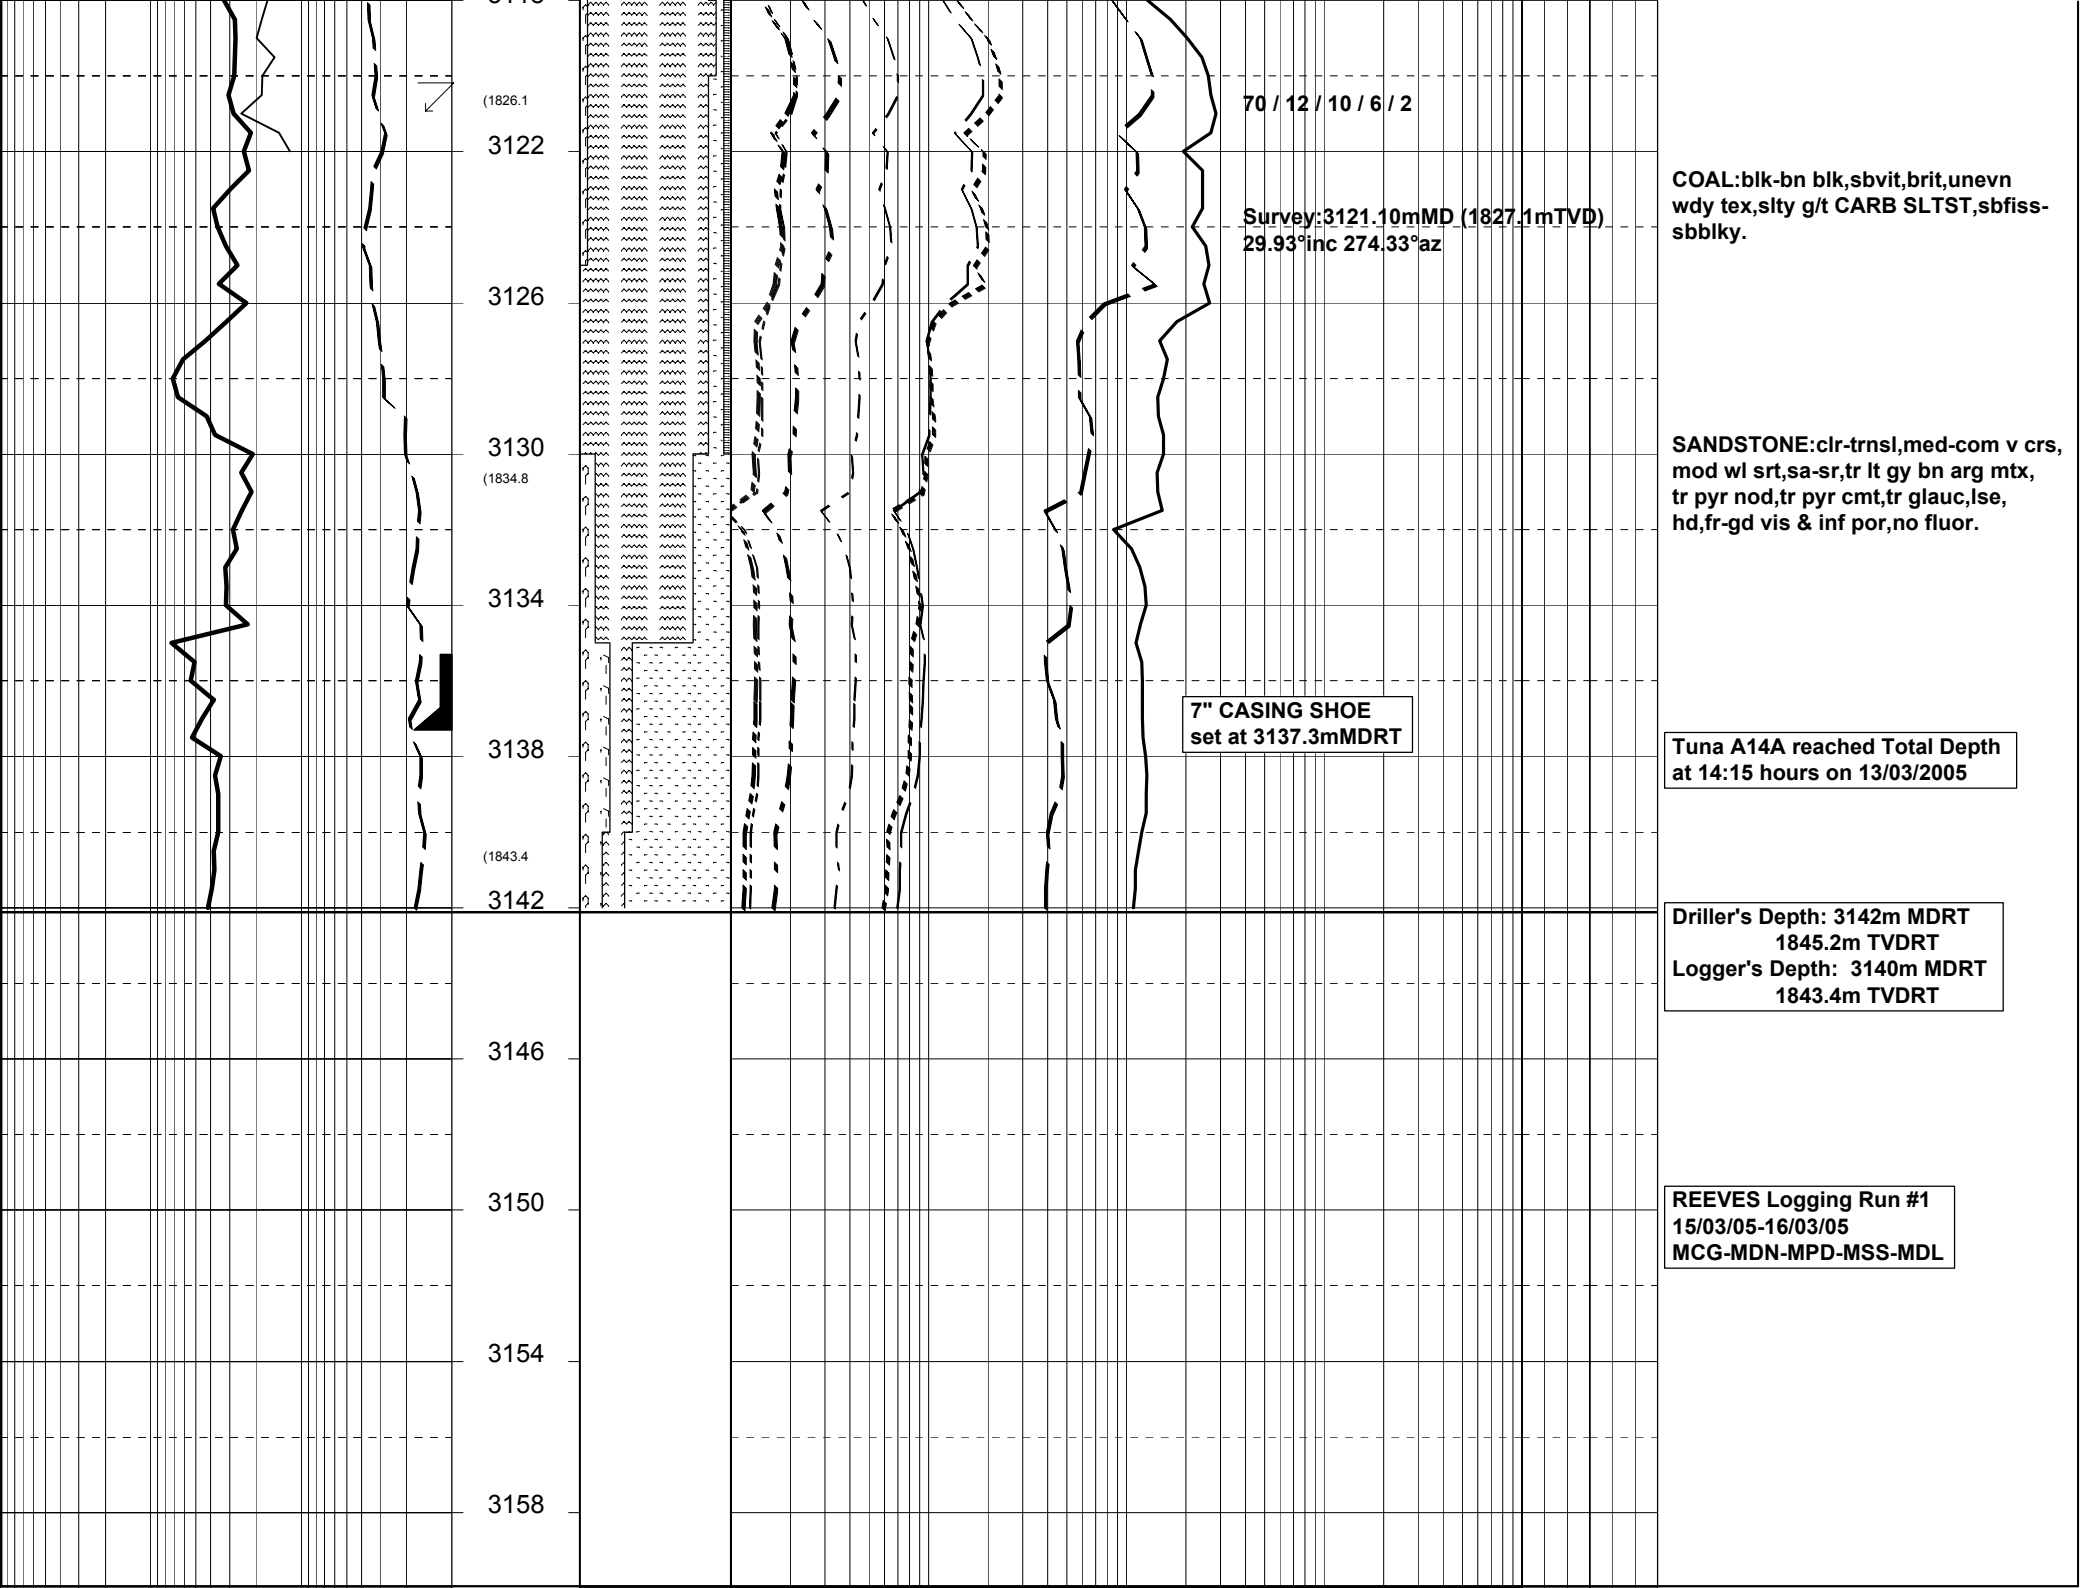 (1826.1
3122
3126
3130
(1834.8
3134
3138
(1843.4
3142
3146
3150
3154
3158
70 / 12 / 10 / 6 / 2
Survey:3121.10mMD (1827.1mTVD)
29.93°inc 274.33°az
7" CASING SHOE
set at 3137.3mMDRT
COAL:blk-bn blk,sbvit,brit,unevn
wdy tex,slty g/t CARB SLTST,sbfiss-
sbblky.
SANDSTONE:clr-trnsl,med-com v crs,
mod wl srt,sa-sr,tr lt gy bn arg mtx,
tr pyr nod,tr pyr cmt,tr glauc,lse,
hd,fr-gd vis & inf por,no fluor.
Tuna A14A reached Total Depth
at 14:15 hours on 13/03/2005
Driller's Depth: 3142m MDRT
1845.2m TVDRT
Logger's Depth: 3140m MDRT
1843.4m TVDRT
REEVES Logging Run #1
15/03/05-16/03/05
MCG-MDN-MPD-MSS-MDL